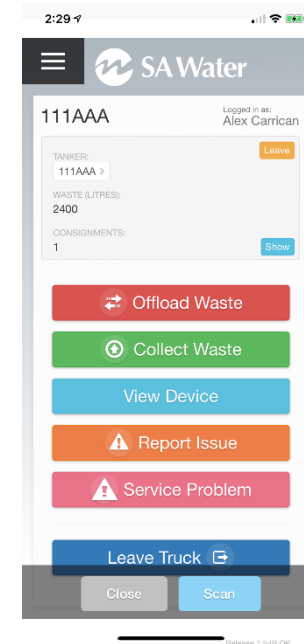 2:29
SA Water
111AAA
Logged in as:
Alex Carrican
Leave
TANKER:
111AAA >
WASTE (LITRES):
2400
CONSIGNMENTS:
1
Show
Offload Waste
Collect Waste
View Device
Report Issue
Service Problem
Leave Truck
Close
Scan